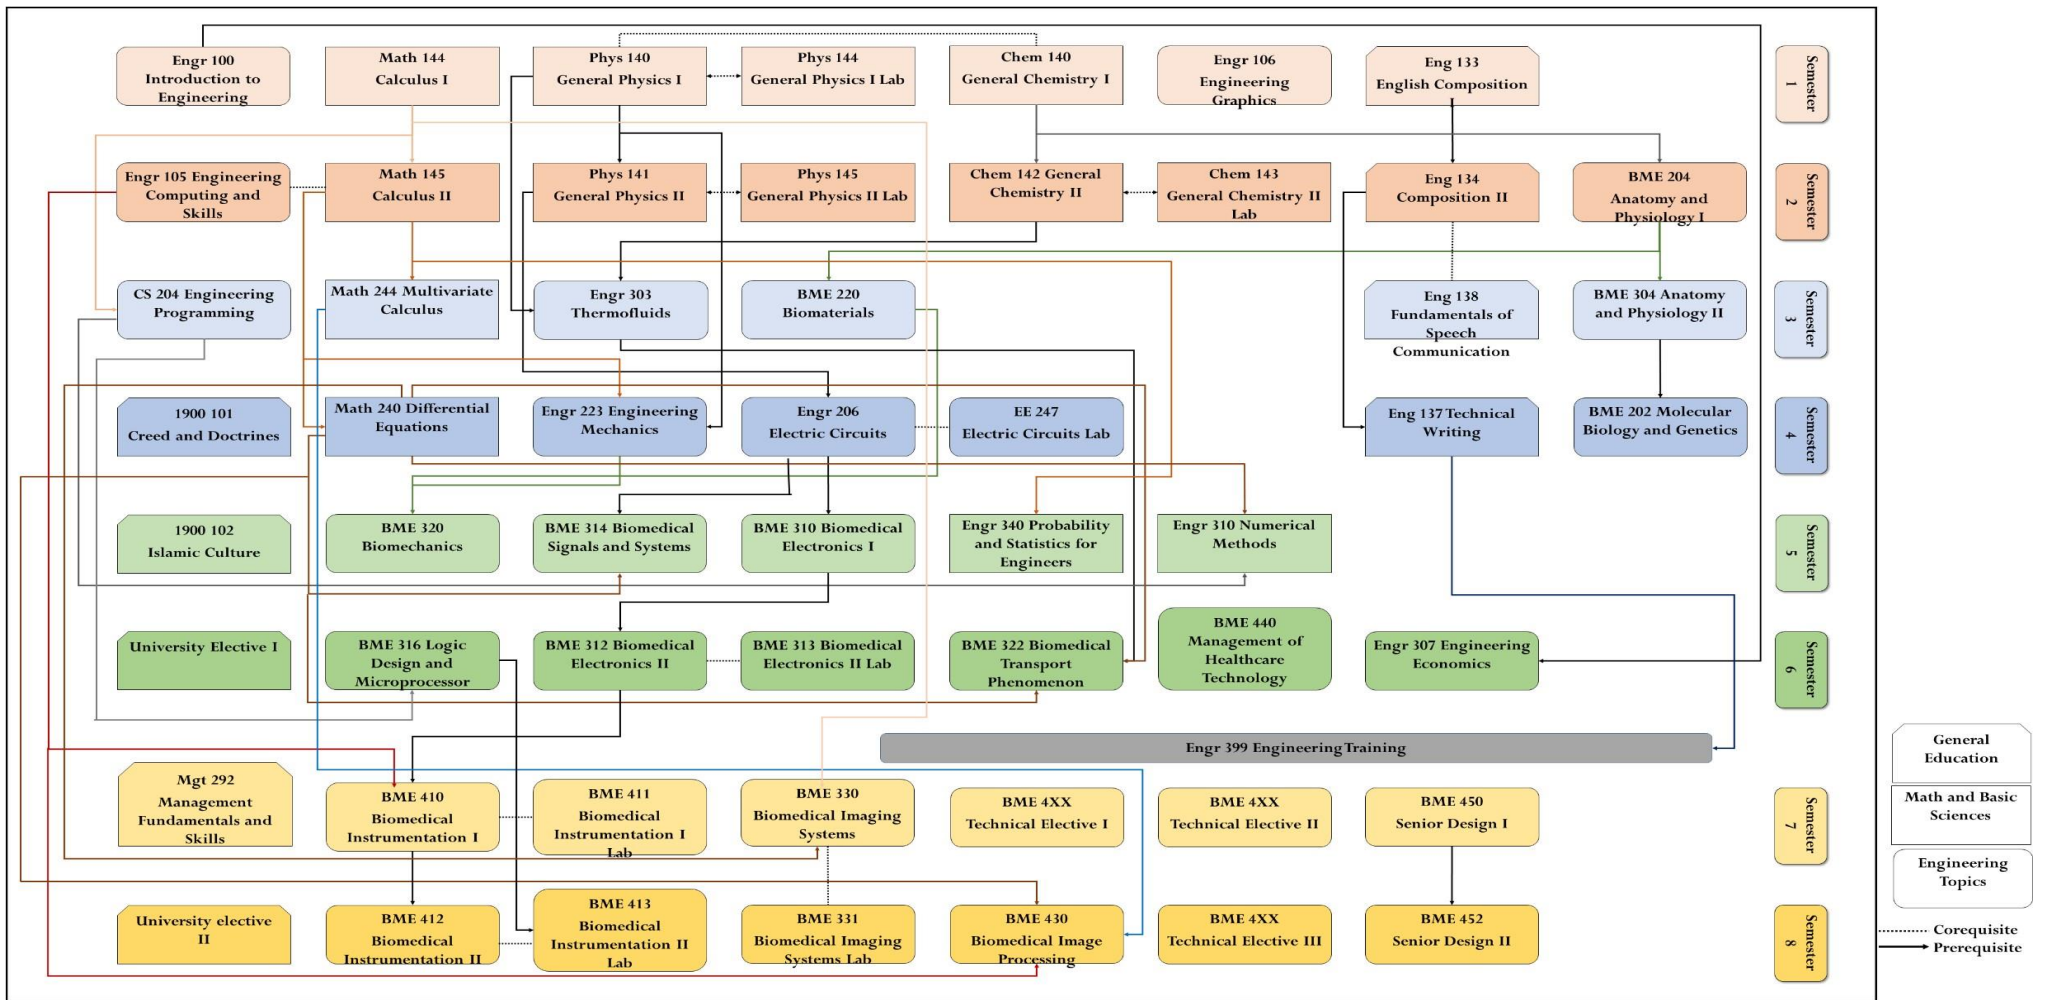 Engr 100
Introduction to
Engineering
Math 144
Calculus I
Phys 140
General Physics I
Phys 144
General Physics I Lab
Chem 140
General Chemistry I
Engr 106
Engineering
Graphics
Eng 133
English Composition
Semester
1
Engr 105 Engineering
Computing and
Skills
Math 145
Calculus II
Phys 141
General Physics II
Phys 145
General Physics II Lab
Chem 142 General
Chemistry II
Chem 143
General Chemistry II
Lab
Eng 134
Composition II
BME 204
Anatomy and
Physiology I
Semester
2
CS 204 Engineering
Programming
Math 244 Multivariate
Calculus
Engr 303
Thermofluids
BME 220
Biomaterials
Eng 138
Fundamentals of
Speech
Communication
BME 304 Anatomy
and Physiology II
Semester
3
1900 101
Creed and Doctrines
Math 240 Differential
Equations
Engr 223 Engineering
Mechanics
Engr 206
Electric Circuits
EE 247
Electric Circuits Lab
Eng 137 Technical
Writing
BME 202 Molecular
Biology and Genetics
Semester
4
1900 102
Islamic Culture
BME 320
Biomechanics
BME 314 Biomedical
Signals and Systems
BME 310 Biomedical
Electronics I
Engr 340 Probability
and Statistics for
Engineers
Engr 310 Numerical
Methods
Semester
5
University Elective I
BME 316 Logic
Design and
Microprocessor
BME 312 Biomedical
Electronics II
BME 313 Biomedical
Electronics II Lab
BME 322 Biomedical
Transport
Phenomenon
BME 440
Management of
Healthcare
Technology
Engr 307 Engineering
Economics
Semester
6
Engr 399 Engineering Training
Mgt 292
Management
Fundamentals and
Skills
BME 410
Biomedical
Instrumentation I
BME 411
Biomedical
Instrumentation I
Lab
BME 330
Biomedical Imaging
Systems
BME 4XX
Technical Elective I
BME 4XX
Technical Elective II
BME 450
Senior Design I
Semester
7
University elective
II
BME 412
Biomedical
Instrumentation II
BME 413
Biomedical
Instrumentation II
Lab
BME 331
Biomedical Imaging
Systems Lab
BME 430
Biomedical Image
Processing
BME 4XX
Technical Elective III
BME 452
Senior Design II
Semester
8
General
Education
Math and Basic
Sciences
Engineering
Topics
Corequisite
Prerequisite